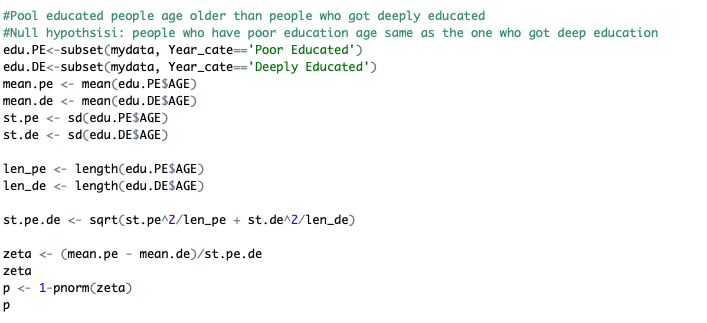 #Pool educated people age older than people who got deeply educated
#Null hypothsisi: people who have poor education age same as the one who got deep education
edu.PE<-subset(mydata, Year_cate=='Poor Educated')
edu.DE<-subset(mydata, Year_cate=='Deeply Educated')
mean.pe <- mean(edu.PE$AGE)
mean.de <- mean(edu.DE$AGE)
st.pe <- sd(edu.PE$AGE)
st.de <- sd(edu.DE$AGE)
len_pe <- length(edu.PE$AGE)
len_de <- length(edu.DE$AGE)
st.pe.de <- sqrt(st.pe^2/len_pe + st.de^2/len_de)
zeta <- (mean.pe - mean.de)/st.pe.de
zeta
p <- 1-pnorm(zeta)
p